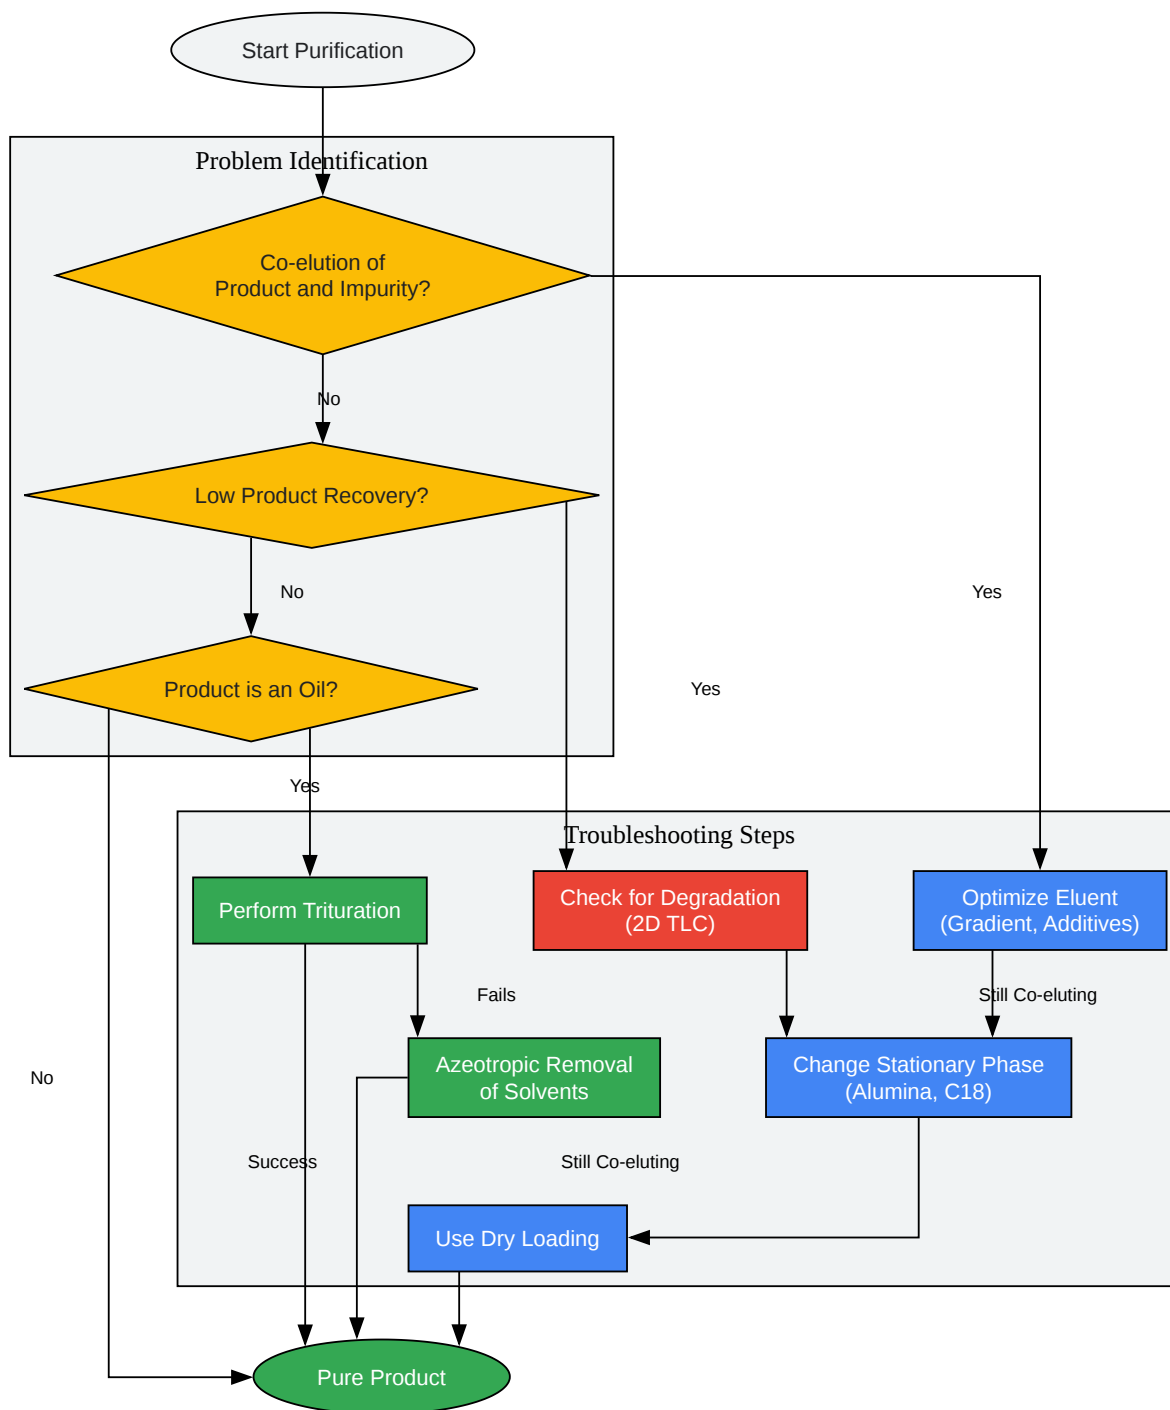 Start Purification
Problem Identification
Co-elution of
Product and Impurity?
No
Low Product Recovery?
No
Yes
Product is an Oil?
Yes
Yes
Troubleshooting Steps
Perform Trituration
Check for Degradation
(2D TLC)
Optimize Eluent
(Gradient, Additives)
Fails
Still Co-eluting
Azeotropic Removal
of Solvents
Change Stationary Phase
(Alumina, C18)
No
Success
Still Co-eluting
Use Dry Loading
Pure Product